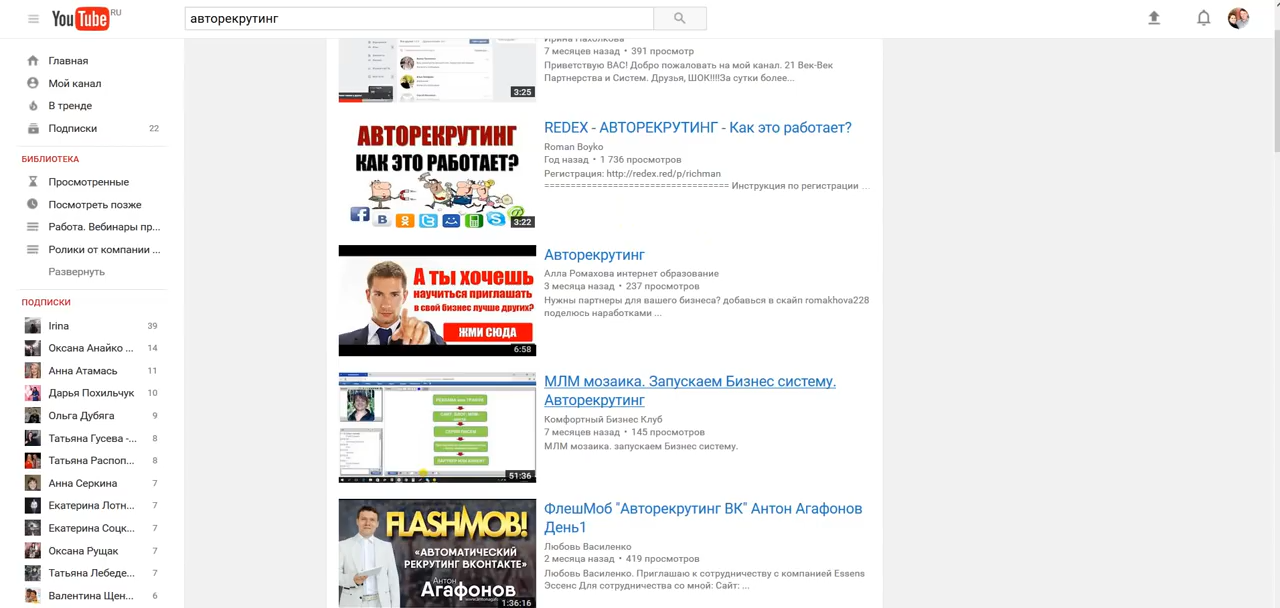 YouTube RU
авторекрутинг
Главная
Мой канал
В тренде
Подписки 22
БИБЛИОТЕКА
Просмотренные
Посмотреть позже
Работа. Вебинары пр...
Ролики от компании ...
Развернуть
ПОДПИСКИ
Irina 39
Оксана Анайко ... 14
Анна Атамась 11
Дарья Похильчук 10
Ольга Дубяга 9
Татьяна Гусева -... 8
Татьяна Распоп... 8
Анна Серкина 7
Екатерина Лотн... 7
Екатерина Соцк... 7
Оксана Рущак 7
Татьяна Лебеде... 7
Валентина Щен... 6
3:25
Ирина Пахолкова
7 месяцев назад • 391 просмотр
Приветствую ВАС! Добро пожаловать на мой канал. 21 Век-Век
Партнерства и Систем. Друзья, ШОК!!!!За сутки более...
АВТОРЕКРУТИНГ
КАК ЭТО РАБОТАЕТ?
3:22
REDEX - АВТОРЕКРУТИНГ - Как это работает?
Roman Boyko
Год назад • 1 736 просмотров
Регистрация: http://redex.red/p/richman
================================= Инструкция по регистрации ...
А ТЫ ХОЧЕШЬ
научиться приглашать
в свой бизнес лучше других?
ЖМИ СЮДА
6:58
Авторекрутинг
Алла Ромахова интернет образование
3 месяца назад • 237 просмотров
Нужны партнеры для вашего бизнеса? добавься в скайп romakhova228
поделюсь наработками ...
51:36
МЛМ мозаика. Запускаем Бизнес систему.
Авторекрутинг
Комфортный Бизнес Клуб
7 месяцев назад • 145 просмотров
МЛМ мозаика. запускаем Бизнес систему.
FLASHMOB!
«АВТОМАТИЧЕСКИЙ
РЕКРУТИНГ ВКОНТАКТЕ»
АНТОН
Агафонов
1:36:16
ФлешМоб "Авторекрутинг ВК" Антон Агафонов
День1
Любовь Василенко
2 месяца назад • 419 просмотров
Любовь Василенко. Приглашаю к сотрудничеству с компанией Essens
Эссенс Для сотрудничества со мной: Сайт: ...